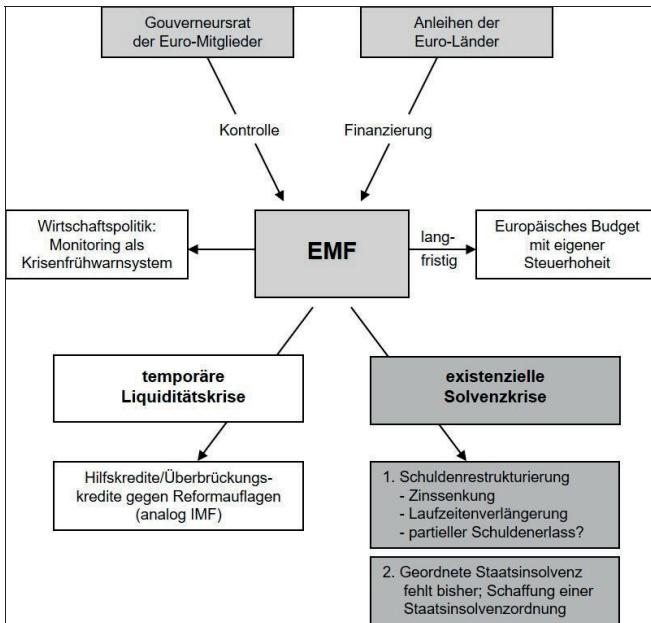 Gouverneursrat
der Euro-Mitglieder
Anleihen der
Euro-Länder
Kontrolle
Finanzierung
Wirtschaftspolitik:
Monitoring als
Krisenfrühwarnsystem
EMF
lang-
fristig
Europäisches Budget
mit eigener
Steuerhoheit
temporäre
Liquiditätskrise
existenzielle
Solvenzkrise
Hilfskredite/Überbrückungs-
kredite gegen Reformauflagen
(analog IMF)
1. Schuldenrestrukturierung
- Zinssenkung
- Laufzeitenverlängerung
- partieller Schuldenerlass?
2. Geordnete Staatsinsolvenz
fehlt bisher; Schaffung einer
Staatsinsolvenzordnung